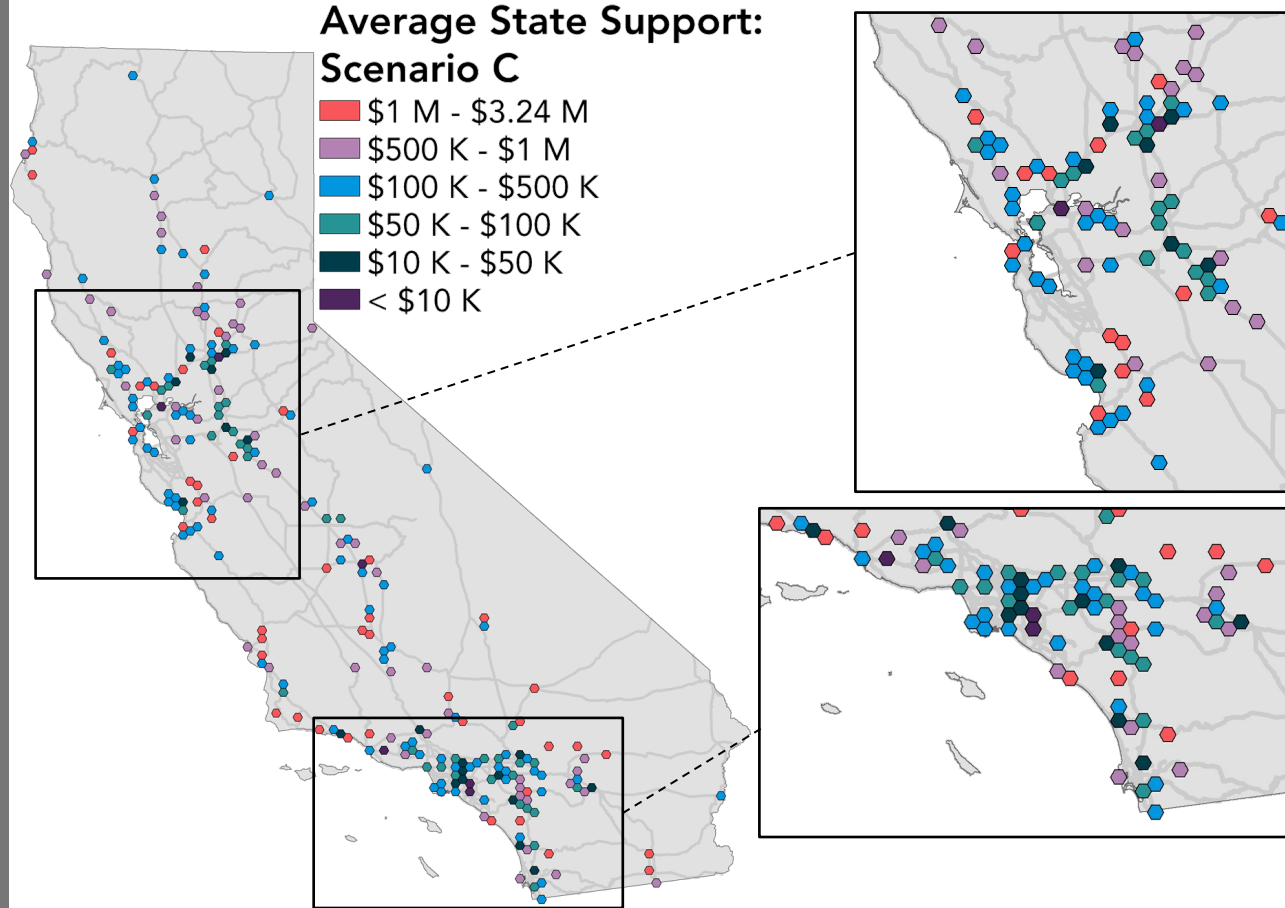 Average State Support:
Scenario C
$1 M - $3.24 M
$500 K - $1 M
$100 K - $500 K
$50 K - $100 K
$10 K - $50 K
< $10 K